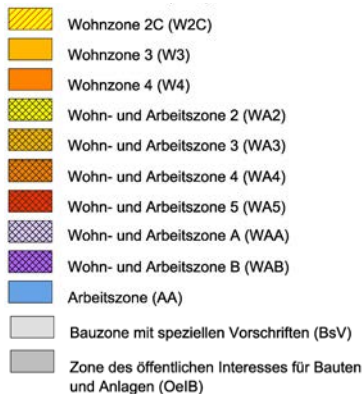 Wohnzone 2C (W2C)
Wohnzone 3 (W3)
Wohnzone 4 (W4)
Wohn- und Arbeitszone 2 (WA2)
Wohn- und Arbeitszone 3 (WA3)
Wohn- und Arbeitszone 4 (WA4)
Wohn- und Arbeitszone 5 (WA5)
Wohn- und Arbeitszone A (WAA)
Wohn- und Arbeitszone B (WAB)
Arbeitszone (AA)
Bauzone mit speziellen Vorschriften (BsV)
Zone des öffentlichen Interesses für Bauten
und Anlagen (OeIB)